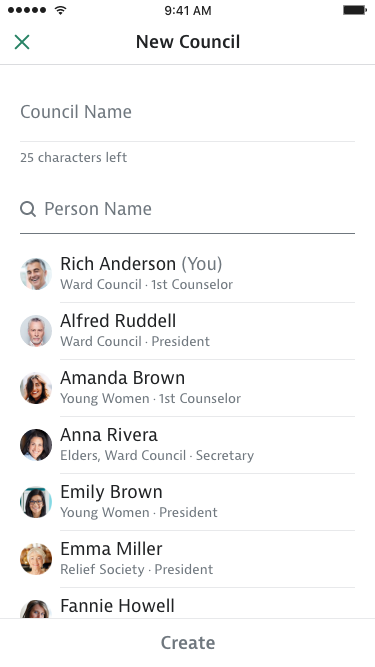 9:41 AM
New Council
Council Name
25 characters left
Person Name
Rich Anderson (You)
Ward Council · 1st Counselor
Alfred Ruddell
Ward Council · President
Amanda Brown
Young Women · 1st Counselor
Anna Rivera
Elders, Ward Council · Secretary
Emily Brown
Young Women · President
Emma Miller
Relief Society · President
Fannie Howell
Create